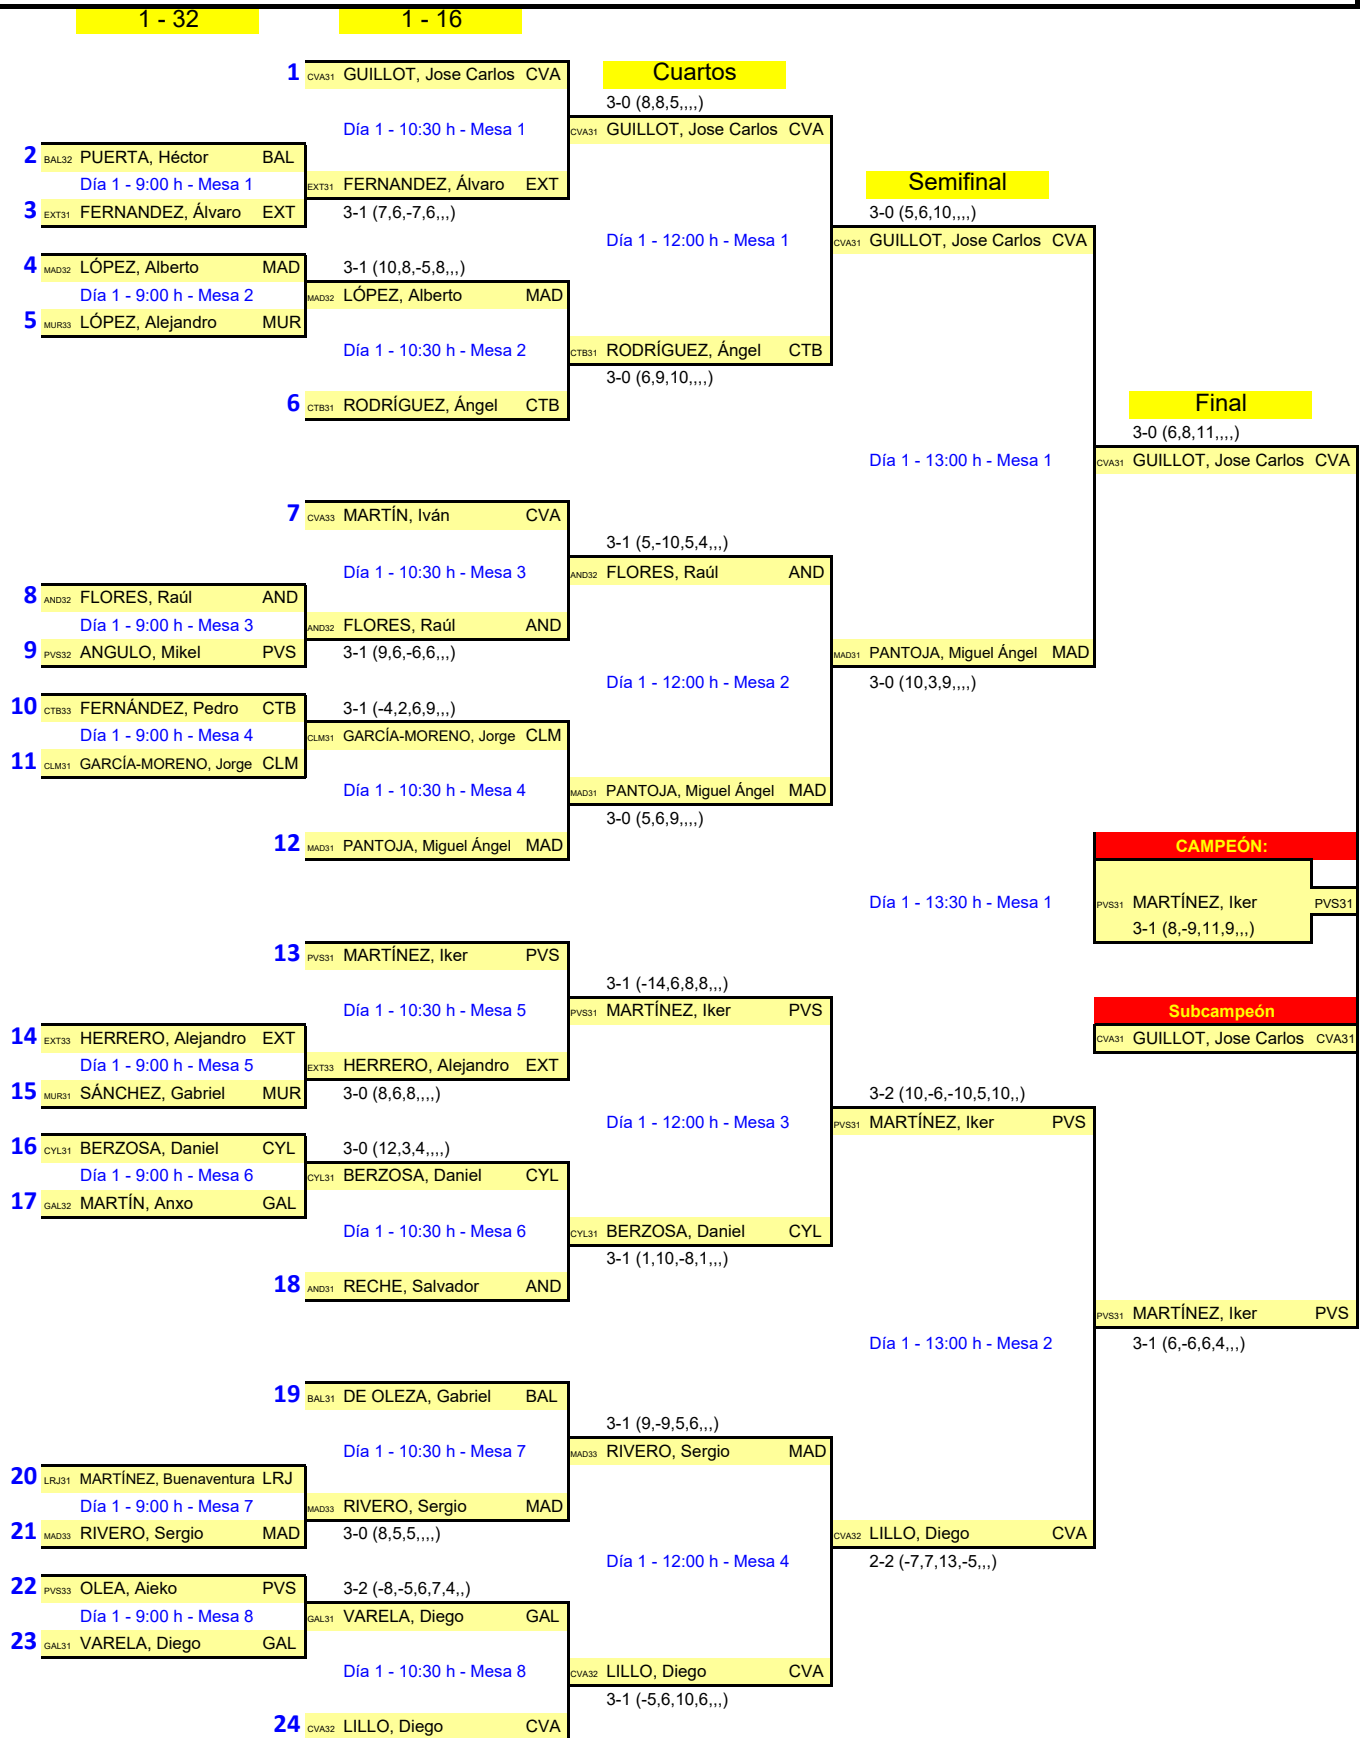 1 - 32 1 - 16
1 CVA31 GUILLOT, Jose Carlos CVA Cuartos
3-0 (8,8,5,,,,)
Día 1 - 10:30 h - Mesa 1 CVA31 GUILLOT, Jose Carlos CVA
2 BAL32 PUERTA, Héctor BAL
Día 1 - 9:00 h - Mesa 1 EXT31 FERNANDEZ, Álvaro EXT Semifinal
3 EXT31 FERNANDEZ, Álvaro EXT 3-1 (7,6,-7,6,,,) 3-0 (5,6,10,,,,)
Día 1 - 12:00 h - Mesa 1 CVA31 GUILLOT, Jose Carlos CVA
4 MAD32 LÓPEZ, Alberto MAD 3-1 (10,8,-5,8,,,)
Día 1 - 9:00 h - Mesa 2 MAD32 LÓPEZ, Alberto MAD
5 MUR33 LÓPEZ, Alejandro MUR
Día 1 - 10:30 h - Mesa 2 CTB31 RODRÍGUEZ, Ángel CTB
3-0 (6,9,10,,,,)
6 CTB31 RODRÍGUEZ, Ángel CTB Final
3-0 (6,8,11,,,,)
Día 1 - 13:00 h - Mesa 1 CVA31 GUILLOT, Jose Carlos CVA
7 CVA33 MARTÍN, Iván CVA
3-1 (5,-10,5,4,,,)
Día 1 - 10:30 h - Mesa 3 AND32 FLORES, Raúl AND
8 AND32 FLORES, Raúl AND
Día 1 - 9:00 h - Mesa 3 AND32 FLORES, Raúl AND
9 PVS32 ANGULO, Mikel PVS 3-1 (9,6,-6,6,,,) MAD31 PANTOJA, Miguel Ángel MAD
Día 1 - 12:00 h - Mesa 2 3-0 (10,3,9,,,,)
10 CTB33 FERNÁNDEZ, Pedro CTB 3-1 (-4,2,6,9,,,)
Día 1 - 9:00 h - Mesa 4 CLM31 GARCÍA-MORENO, Jorge CLM
11 CLM31 GARCÍA-MORENO, Jorge CLM
Día 1 - 10:30 h - Mesa 4 MAD31 PANTOJA, Miguel Ángel MAD
3-0 (5,6,9,,,,)
12 MAD31 PANTOJA, Miguel Ángel MAD CAMPEÓN:
Día 1 - 13:30 h - Mesa 1 PVS31 MARTÍNEZ, Iker PVS31
3-1 (8,-9,11,9,,,)
13 PVS31 MARTÍNEZ, Iker PVS
3-1 (-14,6,8,8,,,)
Día 1 - 10:30 h - Mesa 5 PVS31 MARTÍNEZ, Iker PVS Subcampeón
14 EXT33 HERRERO, Alejandro EXT CVA31 GUILLOT, Jose Carlos CVA31
Día 1 - 9:00 h - Mesa 5 EXT33 HERRERO, Alejandro EXT
15 MUR31 SÁNCHEZ, Gabriel MUR 3-0 (8,6,8,,,,) 3-2 (10,-6,-10,5,10,,)
Día 1 - 12:00 h - Mesa 3 PVS31 MARTÍNEZ, Iker PVS
16 CYL31 BERZOSA, Daniel CYL 3-0 (12,3,4,,,,)
Día 1 - 9:00 h - Mesa 6 CYL31 BERZOSA, Daniel CYL
17 GAL32 MARTÍN, Anxo GAL
Día 1 - 10:30 h - Mesa 6 CYL31 BERZOSA, Daniel CYL
3-1 (1,10,-8,1,,,)
18 AND31 RECHE, Salvador AND
PVS31 MARTÍNEZ, Iker PVS
Día 1 - 13:00 h - Mesa 2 3-1 (6,-6,6,4,,,)
19 BAL31 DE OLEZA, Gabriel BAL
3-1 (9,-9,5,6,,,)
Día 1 - 10:30 h - Mesa 7 MAD33 RIVERO, Sergio MAD
20 LRJ31 MARTÍNEZ, Buenaventura LRJ
Día 1 - 9:00 h - Mesa 7 MAD33 RIVERO, Sergio MAD
21 MAD33 RIVERO, Sergio MAD 3-0 (8,5,5,,,,) CVA32 LILLO, Diego CVA
Día 1 - 12:00 h - Mesa 4 2-2 (-7,7,13,-5,,,)
22 PVS33 OLEA, Aieko PVS 3-2 (-8,-5,6,7,4,,)
Día 1 - 9:00 h - Mesa 8 GAL31 VARELA, Diego GAL
23 GAL31 VARELA, Diego GAL
Día 1 - 10:30 h - Mesa 8 CVA32 LILLO, Diego CVA
3-1 (-5,6,10,6,,,)
24 CVA32 LILLO, Diego CVA